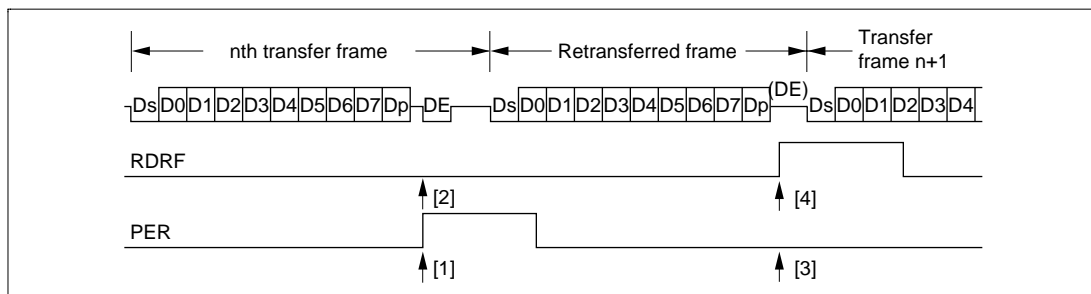 nth transfer frame
Retransferred frame
Transfer
frame n+1
Ds D0 D1 D2 D3 D4 D5 D6 D7 Dp DE Ds D0 D1 D2 D3 D4 D5 D6 D7 Dp (DE) Ds D0 D1 D2 D3 D4
RDRF
[2]
[4]
PER
[1]
[3]